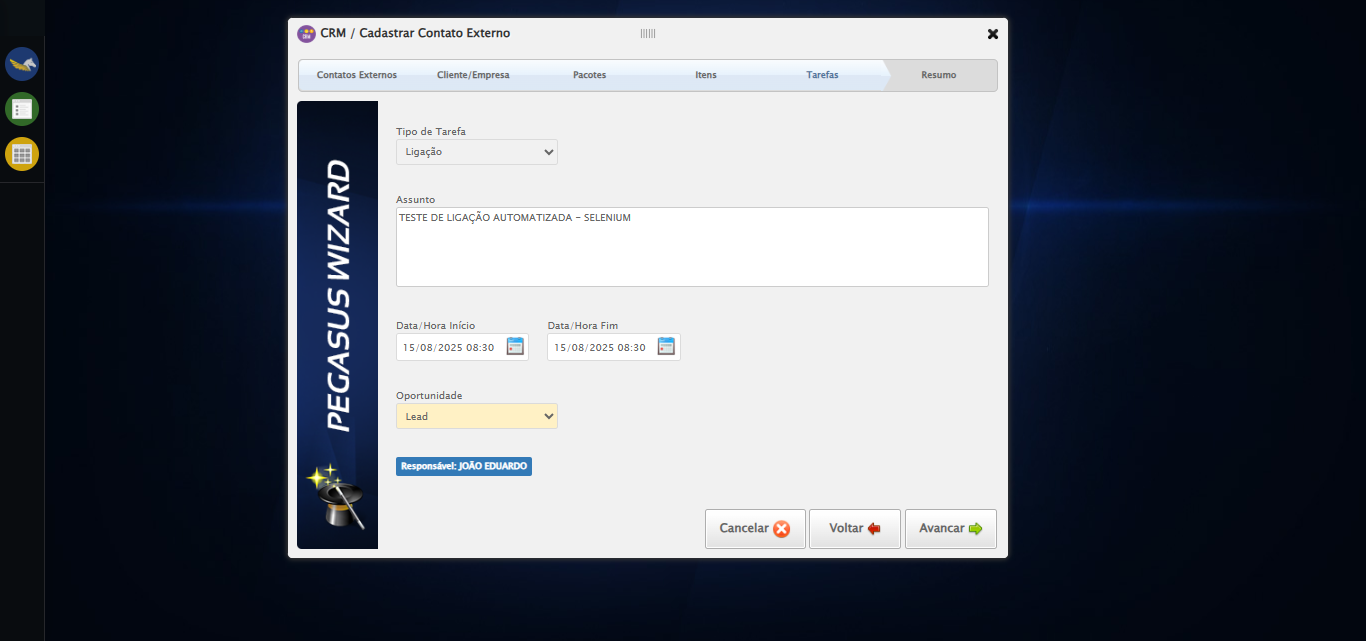 CRM / Cadastrar Contato Externo
Contatos Externos
Cliente/Empresa
Pacotes
Itens
Tarefas
Resumo
PEGASUS WIZARD
Tipo de Tarefa
Ligação
Assunto
TESTE DE LIGAÇÃO AUTOMATIZADA - SELENIUM
Data/Hora Início
Data/Hora Fim
15/08/2025 08:30
15/08/2025 08:30
Oportunidade
Lead
Responsável: JOÃO EDUARDO
Cancelar
Voltar
Avancar